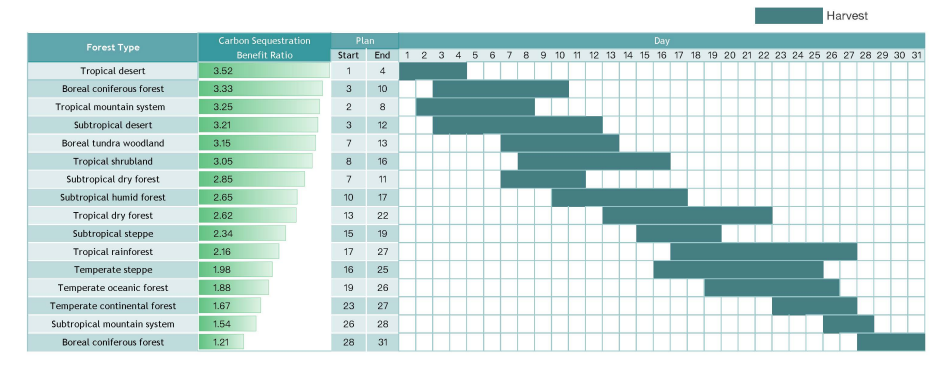 Harvest
Forest Type Carbon Sequestration Benefit Ratio Plan Day
Start End 1 2 3 4 5 6 7 8 9 10 11 12 13 14 15 16 17 18 19 20 21 22 23 24 25 26 27 28 29 30 31
Tropical desert 3.52 1 4
Boreal coniferous forest 3.33 3 10
Tropical mountain system 3.25 2 8
Subtropical desert 3.21 3 12
Boreal tundra woodland 3.15 7 13
Tropical shrubland 3.05 8 16
Subtropical dry forest 2.85 7 11
Subtropical humid forest 2.65 10 17
Tropical dry forest 2.62 13 22
Subtropical steppe 2.34 15 19
Tropical rainforest 2.16 17 27
Temperate steppe 1.98 16 25
Temperate oceanic forest 1.88 19 26
Temperate continental forest 1.67 23 27
Subtropical mountain system 1.54 26 28
Boreal coniferous forest 1.21 28 31